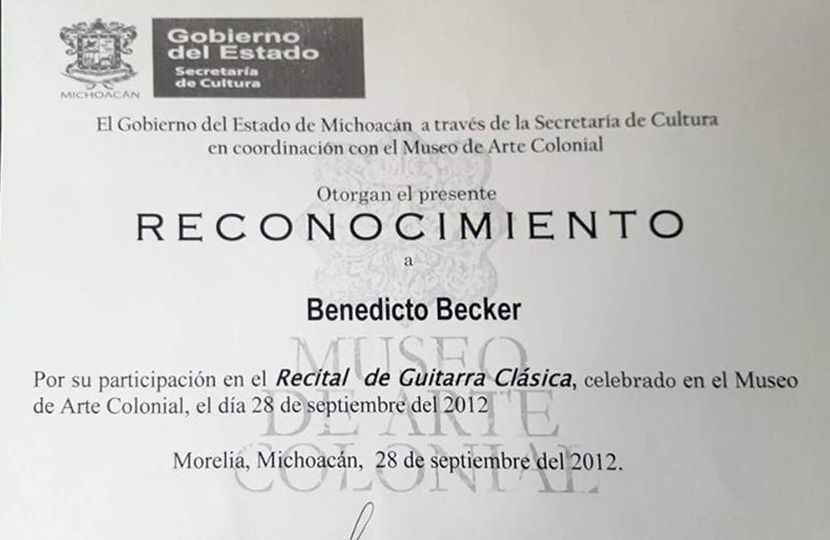 MICHOACÁN
Gobierno
del Estado
Secretaría
de Cultura
El Gobierno del Estado de Michoacán a través de la Secretaría de Cultura
en coordinación con el Museo de Arte Colonial
Otorgan el presente
RECONOCIMIENTO
a
Benedicto Becker
MUSEO
Por su participación en el Recital de Guitarra Clásica, celebrado en el Museo
de Arte Colonial, el día 28 de septiembre del 2012
DE ARTE
Morelia, Michoacán, 28 de septiembre del 2012.
COLONIAL